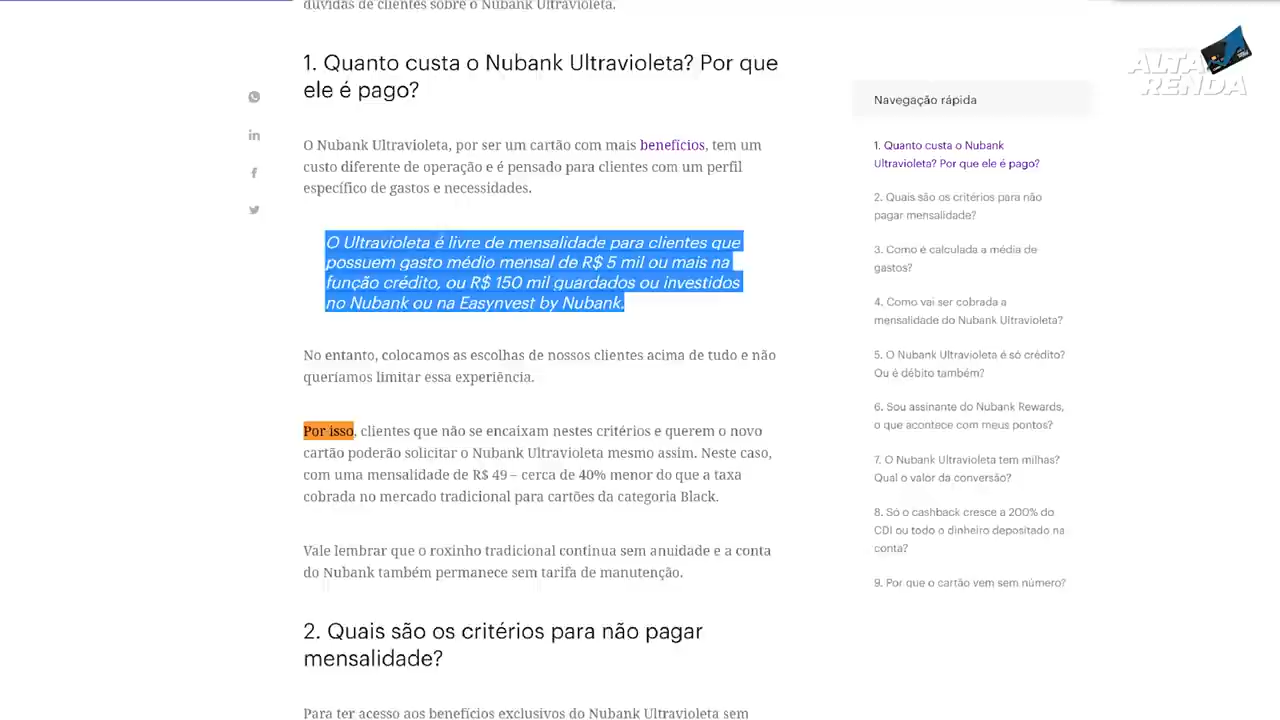 dúvidas de clientes sobre o Nubank Ultravioleta.
1. Quanto custa o Nubank Ultravioleta? Por que
ele é pago?
O Nubank Ultravioleta, por ser um cartão com mais benefícios, tem um
custo diferente de operação e é pensado para clientes com um perfil
específico de gastos e necessidades.
O Ultravioleta é livre de mensalidade para clientes que
possuem gasto médio mensal de R$ 5 mil ou mais na
função crédito, ou R$ 150 mil guardados ou investidos
no Nubank ou na Easynvest by Nubank.
No entanto, colocamos as escolhas de nossos clientes acima de tudo e não
queríamos limitar essa experiência.
Por isso, clientes que não se encaixam nestes critérios e querem o novo
cartão poderão solicitar o Nubank Ultravioleta mesmo assim. Neste caso,
com uma mensalidade de R$ 49 – cerca de 40% menor do que a taxa
cobrada no mercado tradicional para cartões da categoria Black.
Vale lembrar que o roxinho tradicional continua sem anuidade e a conta
do Nubank também permanece sem tarifa de manutenção.
2. Quais são os critérios para não pagar
mensalidade?
Para ter acesso aos benefícios exclusivos do Nubank Ultravioleta sem
ALTA
RENDA
Navegação rápida
1. Quanto custa o Nubank
Ultravioleta? Por que ele é pago?
2. Quais são os critérios para não
pagar mensalidade?
3. Como é calculada a média de
gastos?
4. Como vai ser cobrada a
mensalidade do Nubank Ultravioleta?
5. O Nubank Ultravioleta é só crédito?
Ou é débito também?
6. Sou assinante do Nubank Rewards,
o que acontece com meus pontos?
7. O Nubank Ultravioleta tem milhas?
Qual o valor da conversão?
8. Só o cashback cresce a 200% do
CDI ou todo o dinheiro depositado na
conta?
9. Por que o cartão vem sem número?